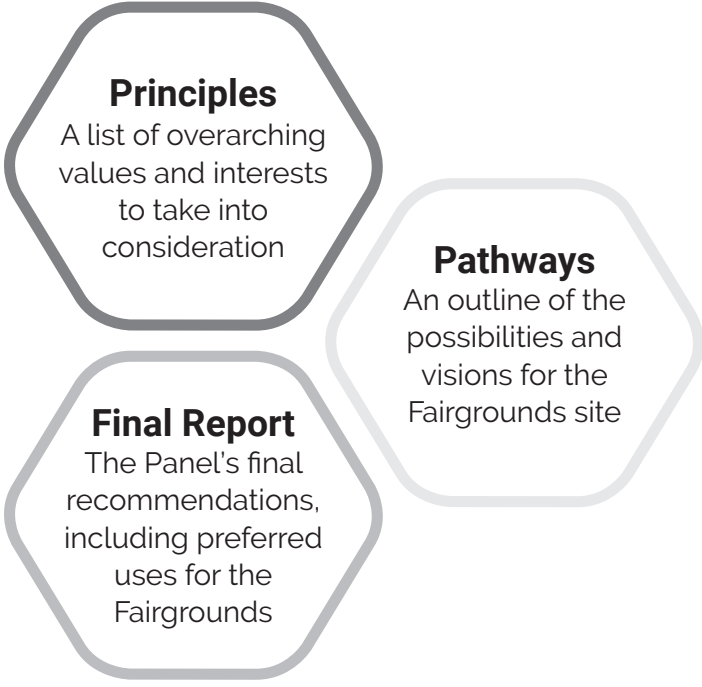 Principles
A list of overarching
values and interests
to take into
consideration
Pathways
An outline of the
possibilities and
visions for the
Fairgrounds site
Final Report
The Panel’s final
recommendations,
including preferred
uses for the
Fairgrounds